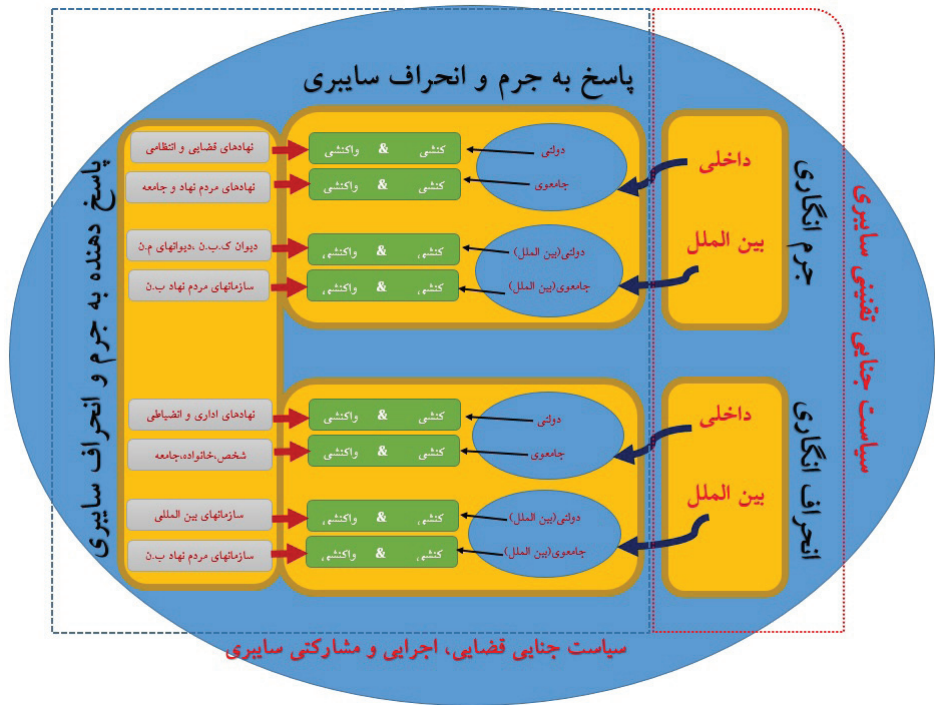 پاسخ به جرم و انحراف سایبری
سیاست جنایی تقنینی سایبری
جرم انگاری
داخلی
بین الملل
دولتی
جامعوی
دولتی(بین الملل)
جامعوی(بین الملل)
کنشی & واکنشی
کنشی & واکنشی
کنشی & واکنشی
کنشی & واکنشی
نهادهای قضایی و انتظامی
نهادهای مردم نهاد و جامعه
دیوان ک.ب.ن ،دیوانهای م.ن
سازمانهای مردم نهاد ب.ن
پاسخ دهنده به جرم و انحراف سایبری
انحراف انگاری
داخلی
بین الملل
دولتی
جامعوی
دولتی(بین الملل)
جامعوی(بین الملل)
کنشی & واکنشی
کنشی & واکنشی
کنشی & واکنشی
کنشی & واکنشی
نهادهای اداری و انضباطی
شخص،خانواده،جامعه
سازمانهای بین المللی
سازمانهای مردم نهاد ب.ن
سیاست جنایی قضایی، اجرایی و مشارکتی سایبری